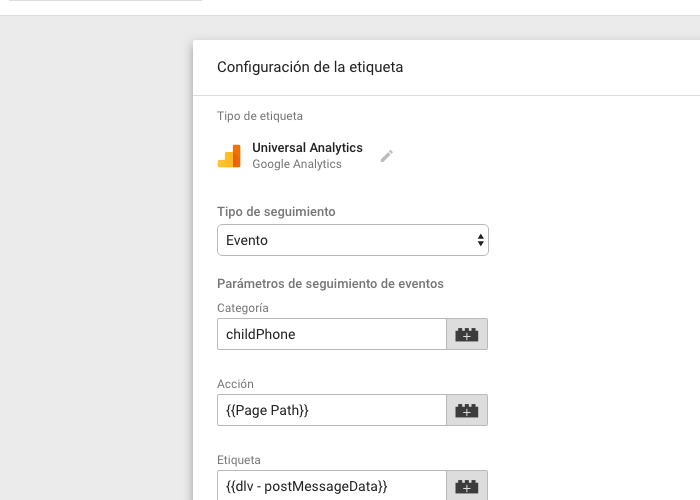 Configuración de la etiqueta
Tipo de etiqueta
Universal Analytics
Google Analytics
Tipo de seguimiento
Evento
Parámetros de seguimiento de eventos
Categoría
childPhone
Acción
{{Page Path}}
Etiqueta
{{dlv - postMessageData}}